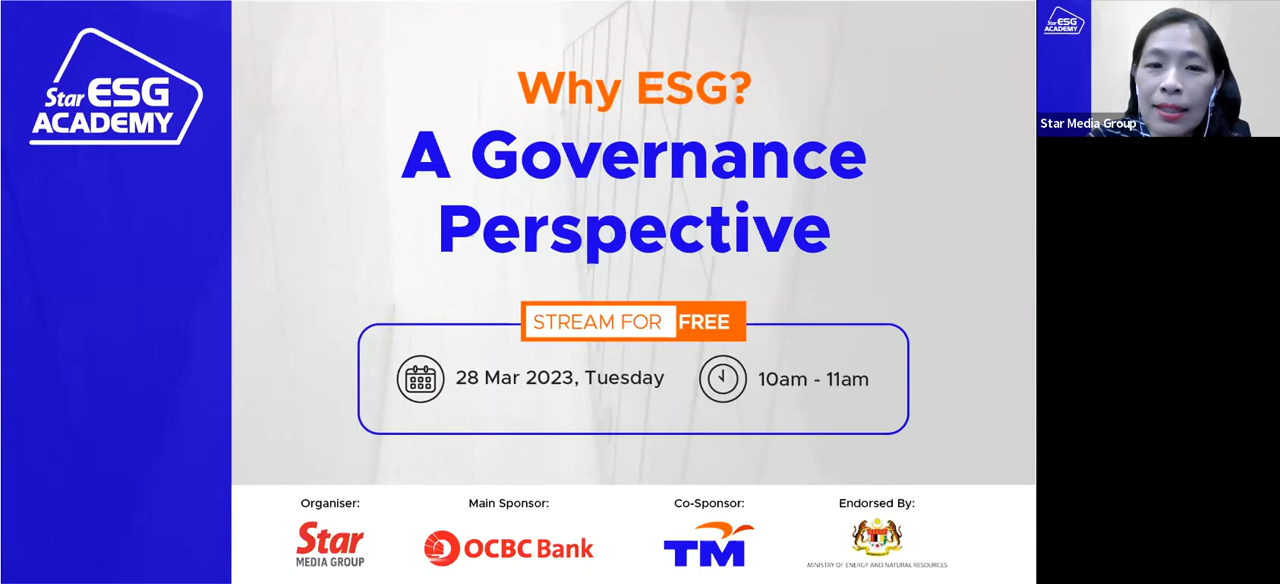 Star ESG
ACADEMY
Why ESG?
A Governance
Perspective
STREAM FOR FREE
28 Mar 2023, Tuesday
10am - 11am
Organiser:
Main Sponsor:
Co-Sponsor:
Endorsed By:
Star
MEDIA GROUP
OCBC Bank
TM
MINISTRY OF ENERGY AND NATURAL RESOURCES
Star ESG
ACADEMY
Star Media Group